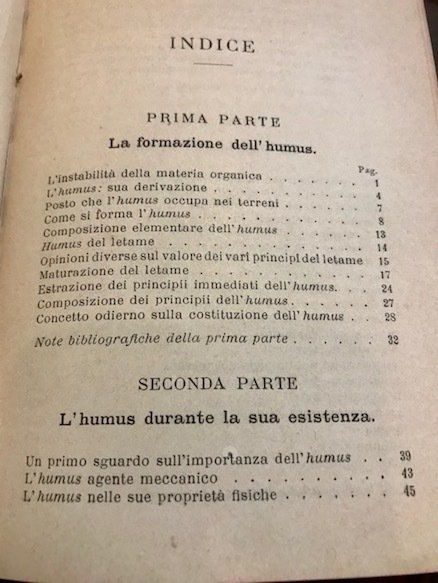 INDICE
PRIMA PARTE
La formazione dell'humus.
Pag.
L'instabilità della materia organica . . . . . . 1
L'humus: sua derivazione . . . . . . . . 4
Posto che l'humus occupa nei terreni . . . . . 7
Come si forma l'humus . . . . . . . . . 8
Composizione elementare dell'humus . . . . . 13
Humus del letame . . . . . . . . . . 14
Opinioni diverse sul valore dei vari principî del letame 15
Maturazione del letame . . . . . . . . . 17
Estrazione dei principii immediati dell'humus. . . 24
Composizione dei principii dell'humus. . . . . 27
Concetto odierno sulla costituzione dell'humus . . 28
Note bibliografiche della prima parte . . . . . 32
SECONDA PARTE
L'humus durante la sua esistenza.
Un primo sguardo sull'importanza dell'humus . . 39
L'humus agente meccanico . . . . . . . . 43
L'humus nelle sue proprietà fisiche . . . . . . 45